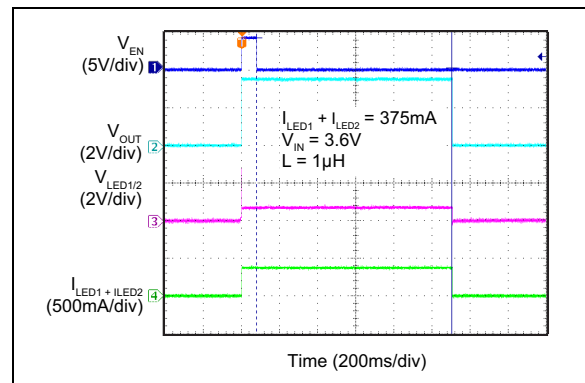 V_EN
(5V/div)
1
T
I_LED1 + I_LED2 = 375mA
V_IN = 3.6V
L = 1µH
V_OUT
(2V/div)
2
V_LED1/2
(2V/div)
3
I_LED1 + ILED2
(500mA/div)
4
Time (200ms/div)